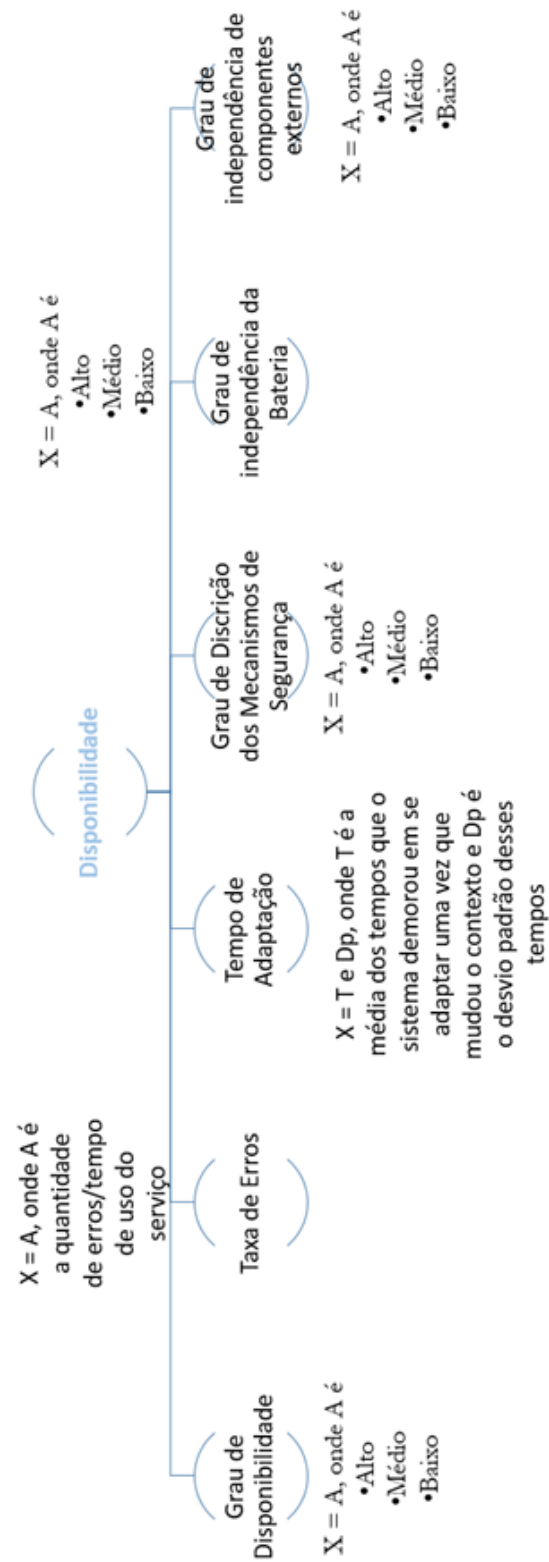 Disponibilidade
X = A, onde A é
a quantidade
de erros/tempo
de uso do
serviço
X = A, onde A é
•Alto
•Médio
•Baixo
Grau de
Disponibilidade
X = A, onde A é
•Alto
•Médio
•Baixo
Taxa de Erros
Tempo de
Adaptação
X = T e Dp, onde T é a
média dos tempos que o
sistema demorou em se
adaptar uma vez que
mudou o contexto e Dp é
o desvio padrão desses
tempos
Grau de Discrição
dos Mecanismos de
Segurança
X = A, onde A é
•Alto
•Médio
•Baixo
Grau de
independência da
Bateria
Grau de
independência de
componentes
externos
X = A, onde A é
•Alto
•Médio
•Baixo